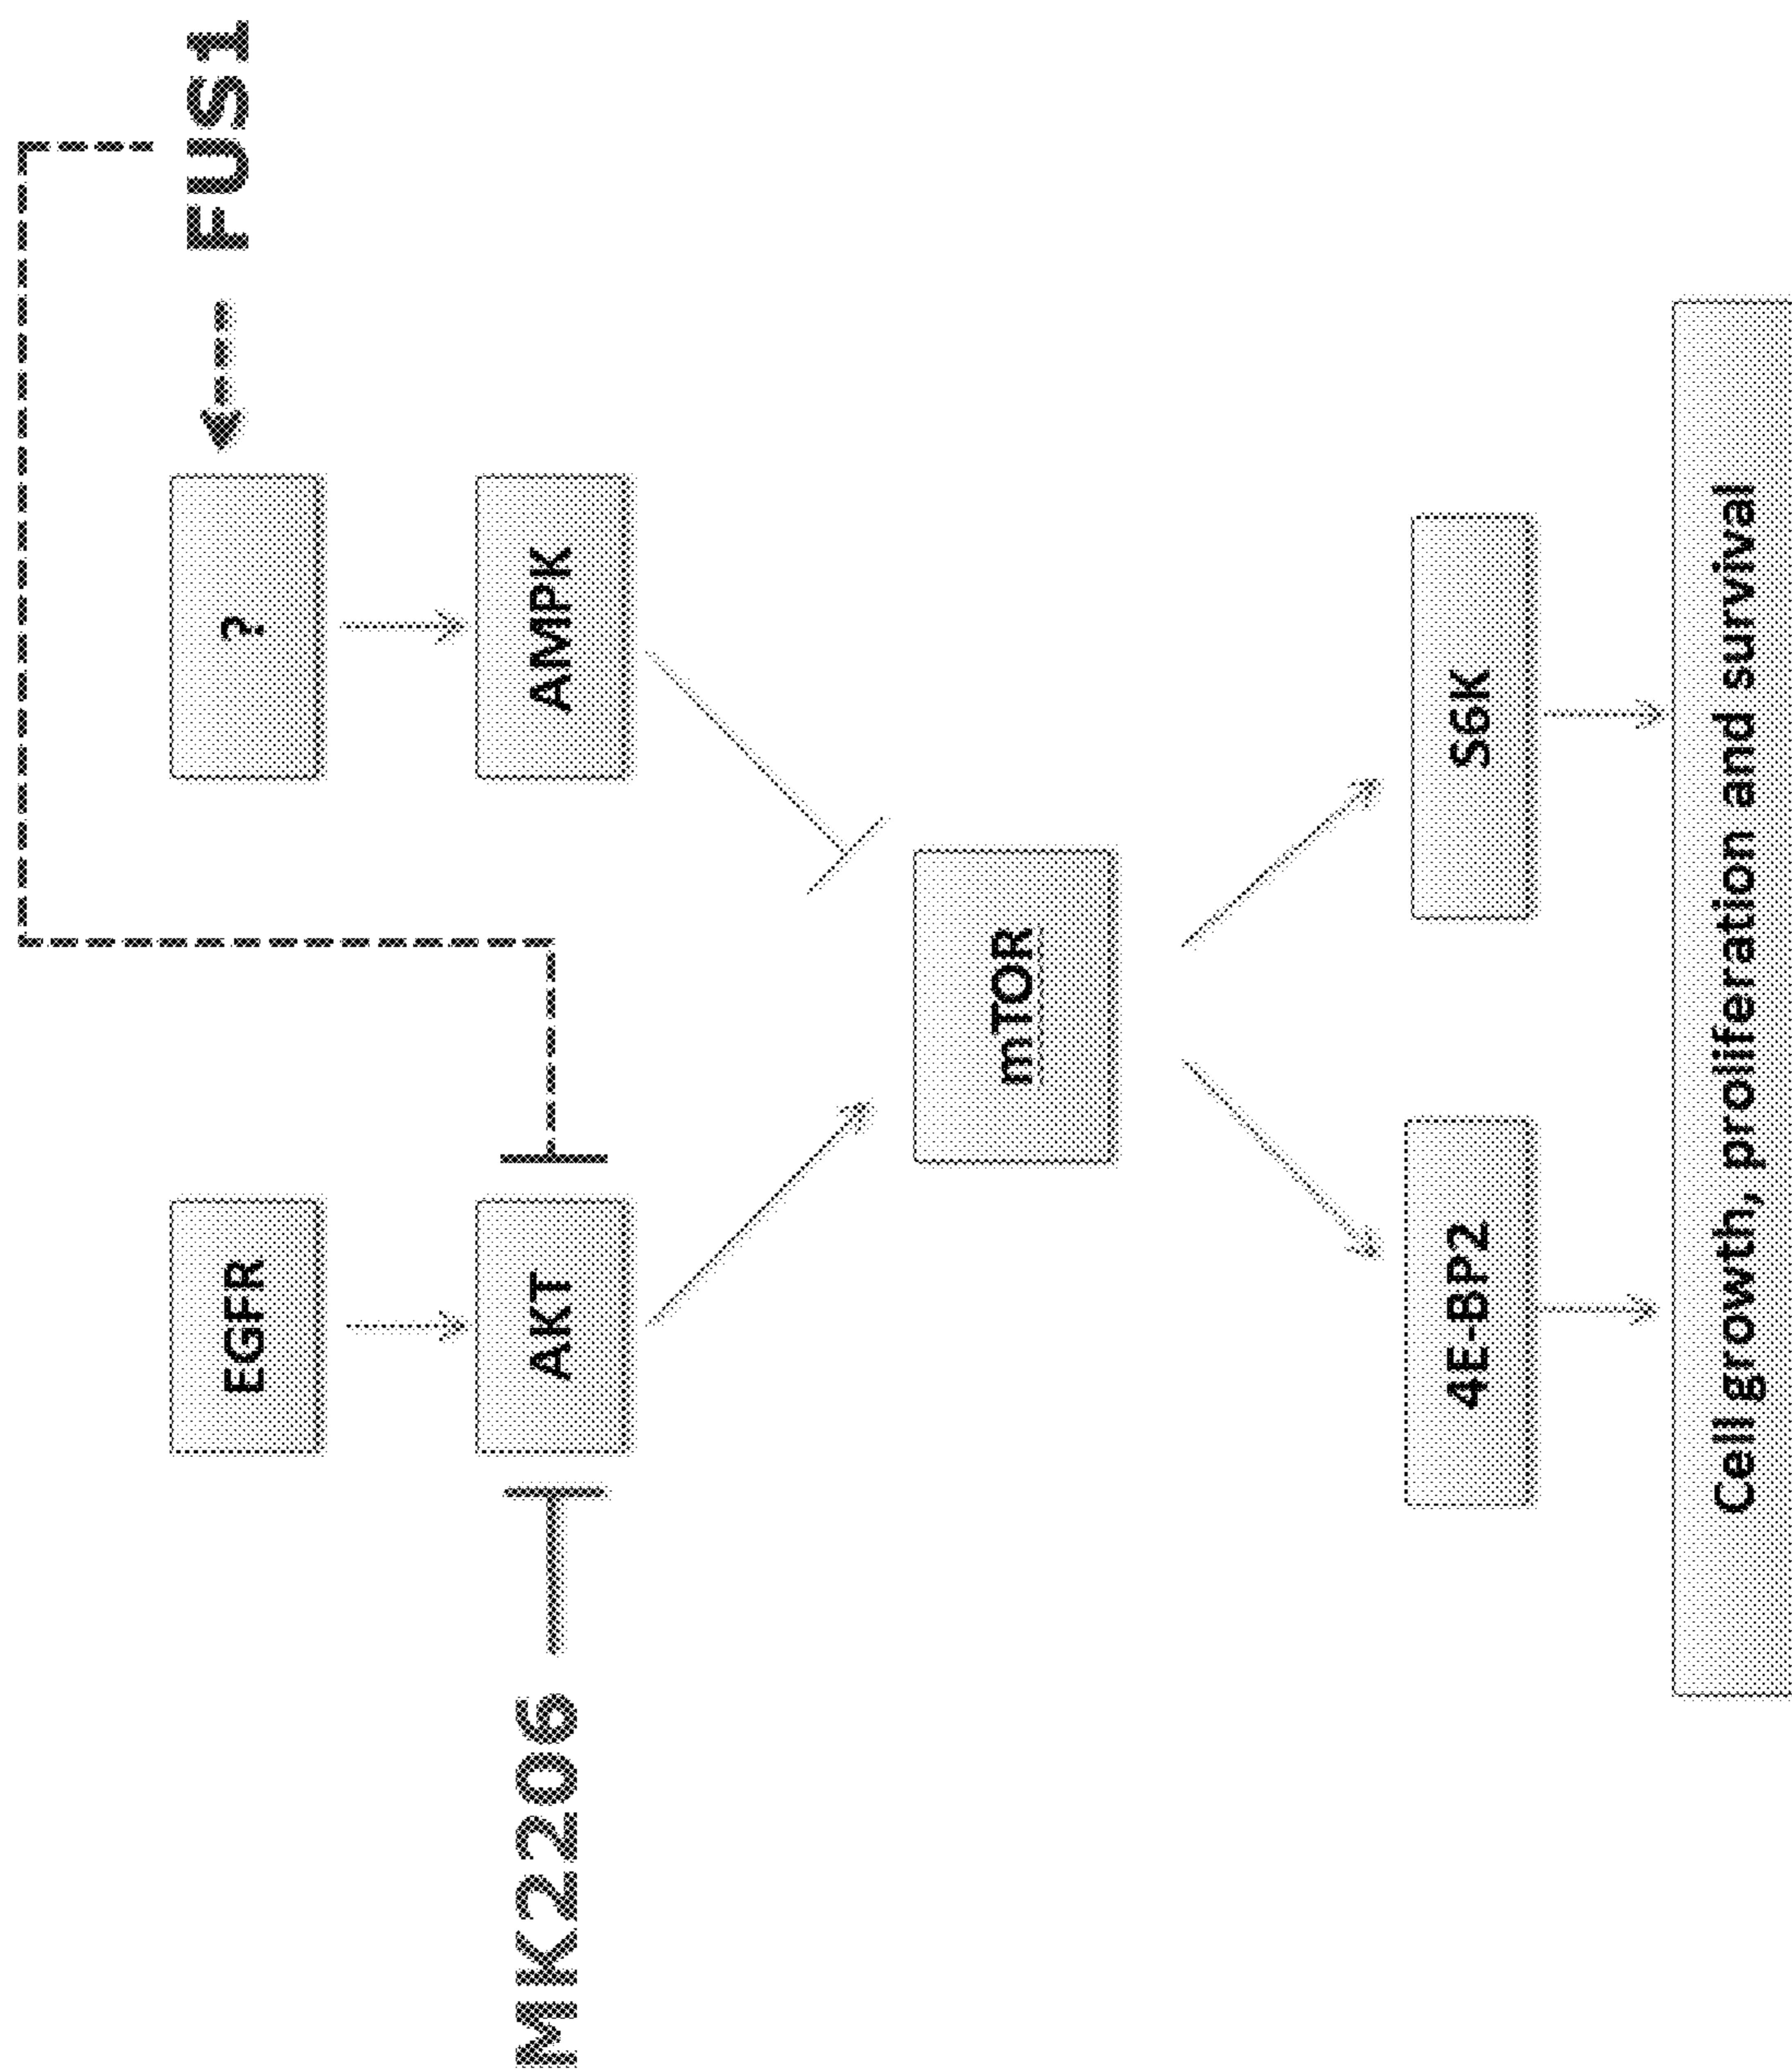 FUS1
EGFR
?
MK2206
AKT
AMPK
mTOR
4E-BP2
S6K
Cell growth, proliferation and survival